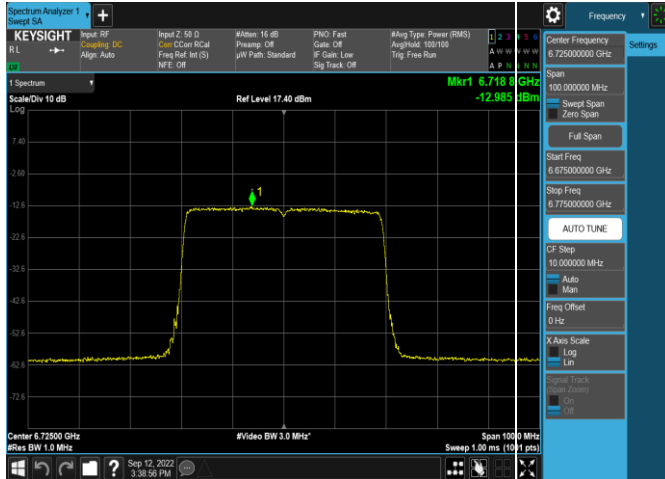 Spectrum Analyzer 1
Swept SA
+
Frequency
KEYSIGHT
R L
Input: RF
Coupling: DC
Align: Auto
Input Z: 50 Ω
Corr CCorr RCal
Freq Ref: Int (S)
NFE: Off
#Atten: 16 dB
Preamp: Off
µW Path: Standard
PNO: Fast
Gate: Off
IF Gain: Low
Sig Track: Off
#Avg Type: Power (RMS)
Avg|Hold: 100/100
Trig: Free Run
1 2 3 4 5 6
A W W W W W
A P N N N N
1 Spectrum
Scale/Div 10 dB
Log
Ref Level 17.40 dBm
Mkr1 6.718 8 GHz
-12.985 dBm
1
7.40
-2.60
-12.6
-22.6
-32.6
-42.6
-52.6
-62.6
-72.6
Center 6.72500 GHz
#Res BW 1.0 MHz
#Video BW 3.0 MHz*
Span 100.0 MHz
Sweep 1.00 ms (1001 pts)
Sep 12, 2022
3:38:56 PM
Center Frequency
6.725000000 GHz
Settings
Span
100.000000 MHz
Swept Span
Zero Span
Full Span
Start Freq
6.675000000 GHz
Stop Freq
6.775000000 GHz
AUTO TUNE
CF Step
10.000000 MHz
Auto
Man
Freq Offset
0 Hz
X Axis Scale
Log
Lin
Signal Track
(Span Zoom)
On
Off